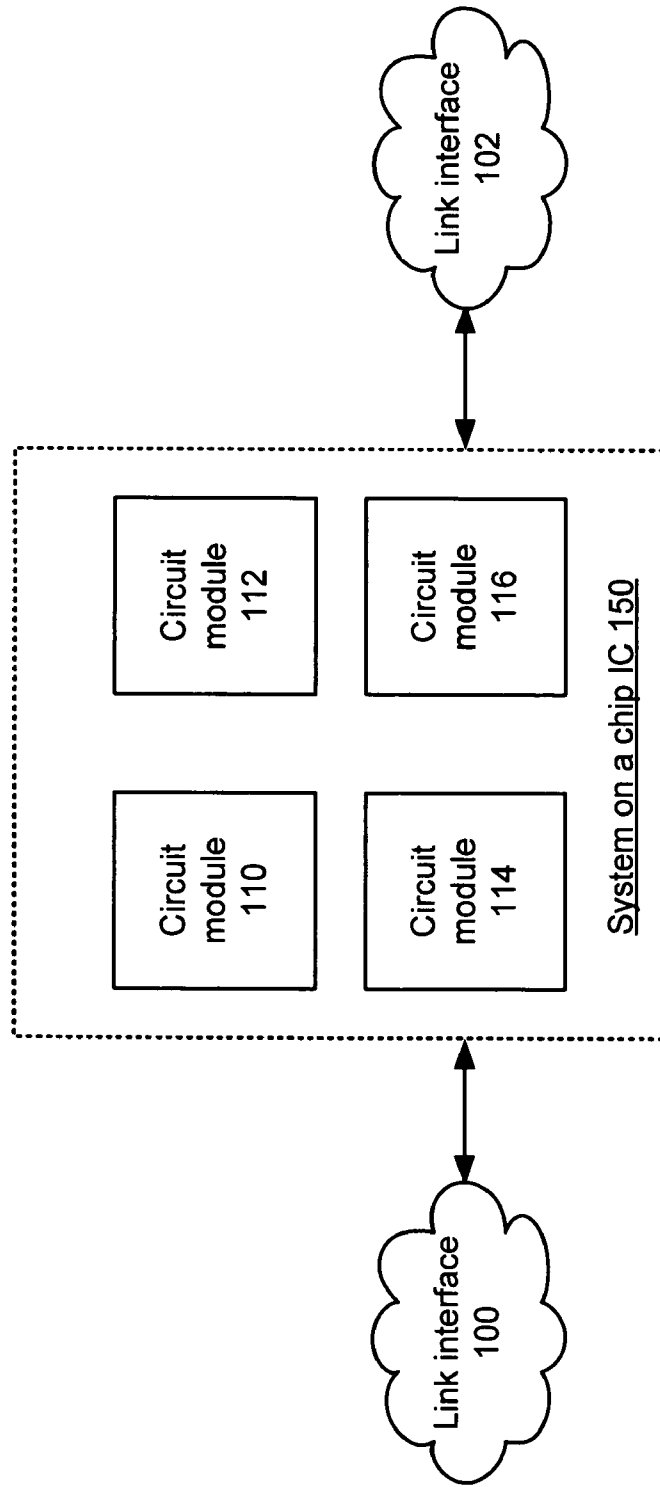 Link interface
100
Circuit
module
110
Circuit
module
112
Circuit
module
114
Circuit
module
116
System on a chip IC 150
Link interface
102